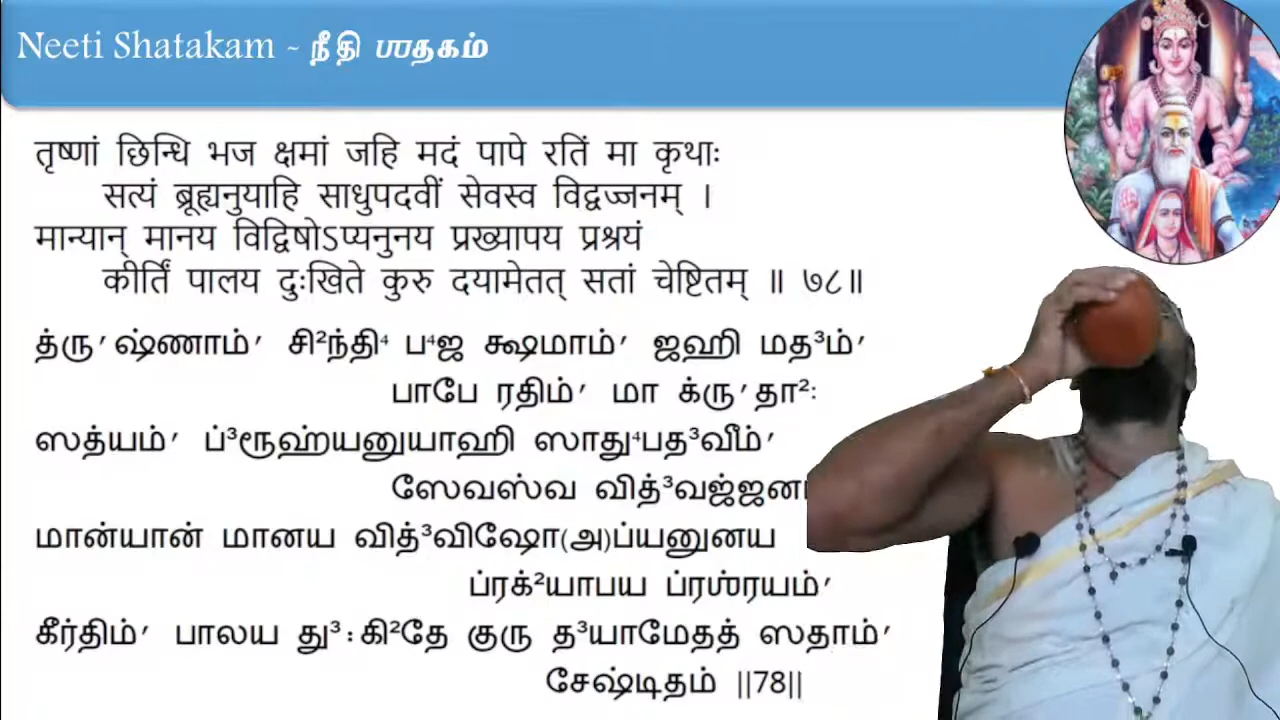 Neeti Shatakam - நீதி ஶதகம்
तृष्णां छिन्धि भज क्षमां जहि मदं पापे रतिं मा कृथाः
सत्यं ब्रूह्यनुयाहि साधुपदवीं सेवस्व विद्वज्जनम् ।
मान्यान् मानय विद्विषोऽप्यनुनय प्रख्यापय प्रश्रयं
कीर्तिं पालय दुःखिते कुरु दयामेतत् सतां चेष्टितम् ॥ ७८॥
த்ரு’ஷ்ணாம்’ சி²ந்தி⁴ ப⁴ஜ க்ஷமாம்’ ஜஹி மத³ம்’
பாபே ரதிம்’ மா க்ரு’தா²:
ஸத்யம்’ ப்³ரூஹ்யனுயாஹி ஸாது⁴பத³வீம்’
ஸேவஸ்வ
மான்யான் மானய வித்³விஷோ(அ)ப்யனுனய
ப்ரக்²யாபய ப்ரஶ்ரயம்’
கீர்திம்’ பாலய து³:கி²தே குரு த³யாமேதத் ஸதாம்’
சேஷ்டிதம் ||78||